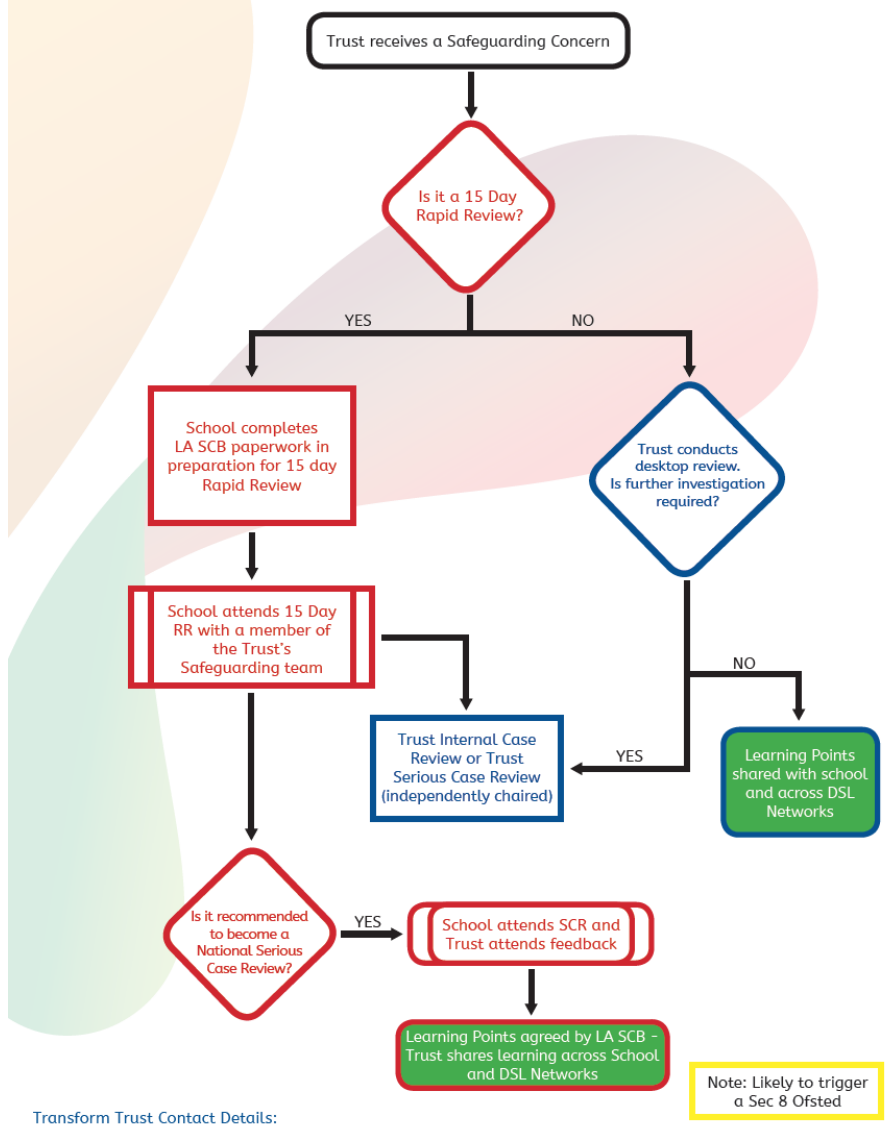 Trust receives a Safeguarding Concern
Is it a 15 Day
Rapid Review?
YES
NO
School completes
LA SCB paperwork in
preparation for 15 day
Rapid Review
Trust conducts
desktop review.
Is further investigation
required?
School attends 15 Day
RR with a member of
the Trust's
Safeguarding team
NO
YES
Trust Internal Case
Review or Trust
Serious Case Review
(independently chaired)
Learning Points
shared with school
and across DSL
Networks
Is it recommended
to become a
National Serious
Case Review?
YES
School attends SCR and
Trust attends feedback
Learning Points agreed by LA SCB -
Trust shares learning across School
and DSL Networks
Note: Likely to trigger
a Sec 8 Ofsted
Transform Trust Contact Details: